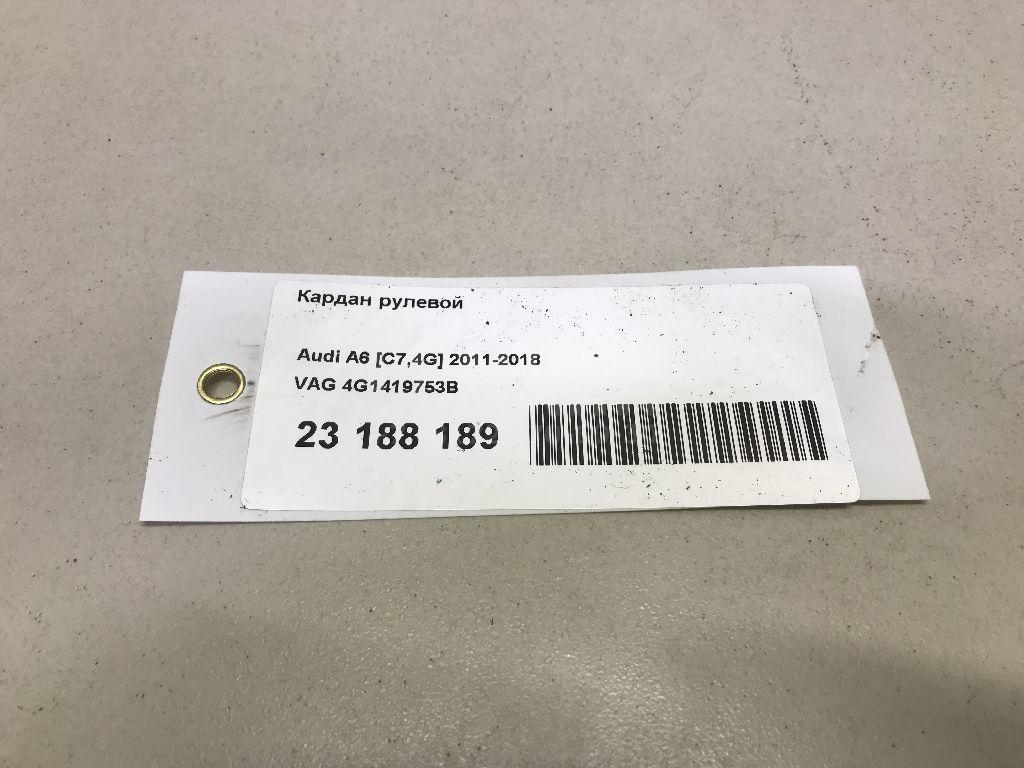 Кардан рулевой
Audi A6 [C7,4G] 2011-2018
VAG 4G1419753B
23 188 189